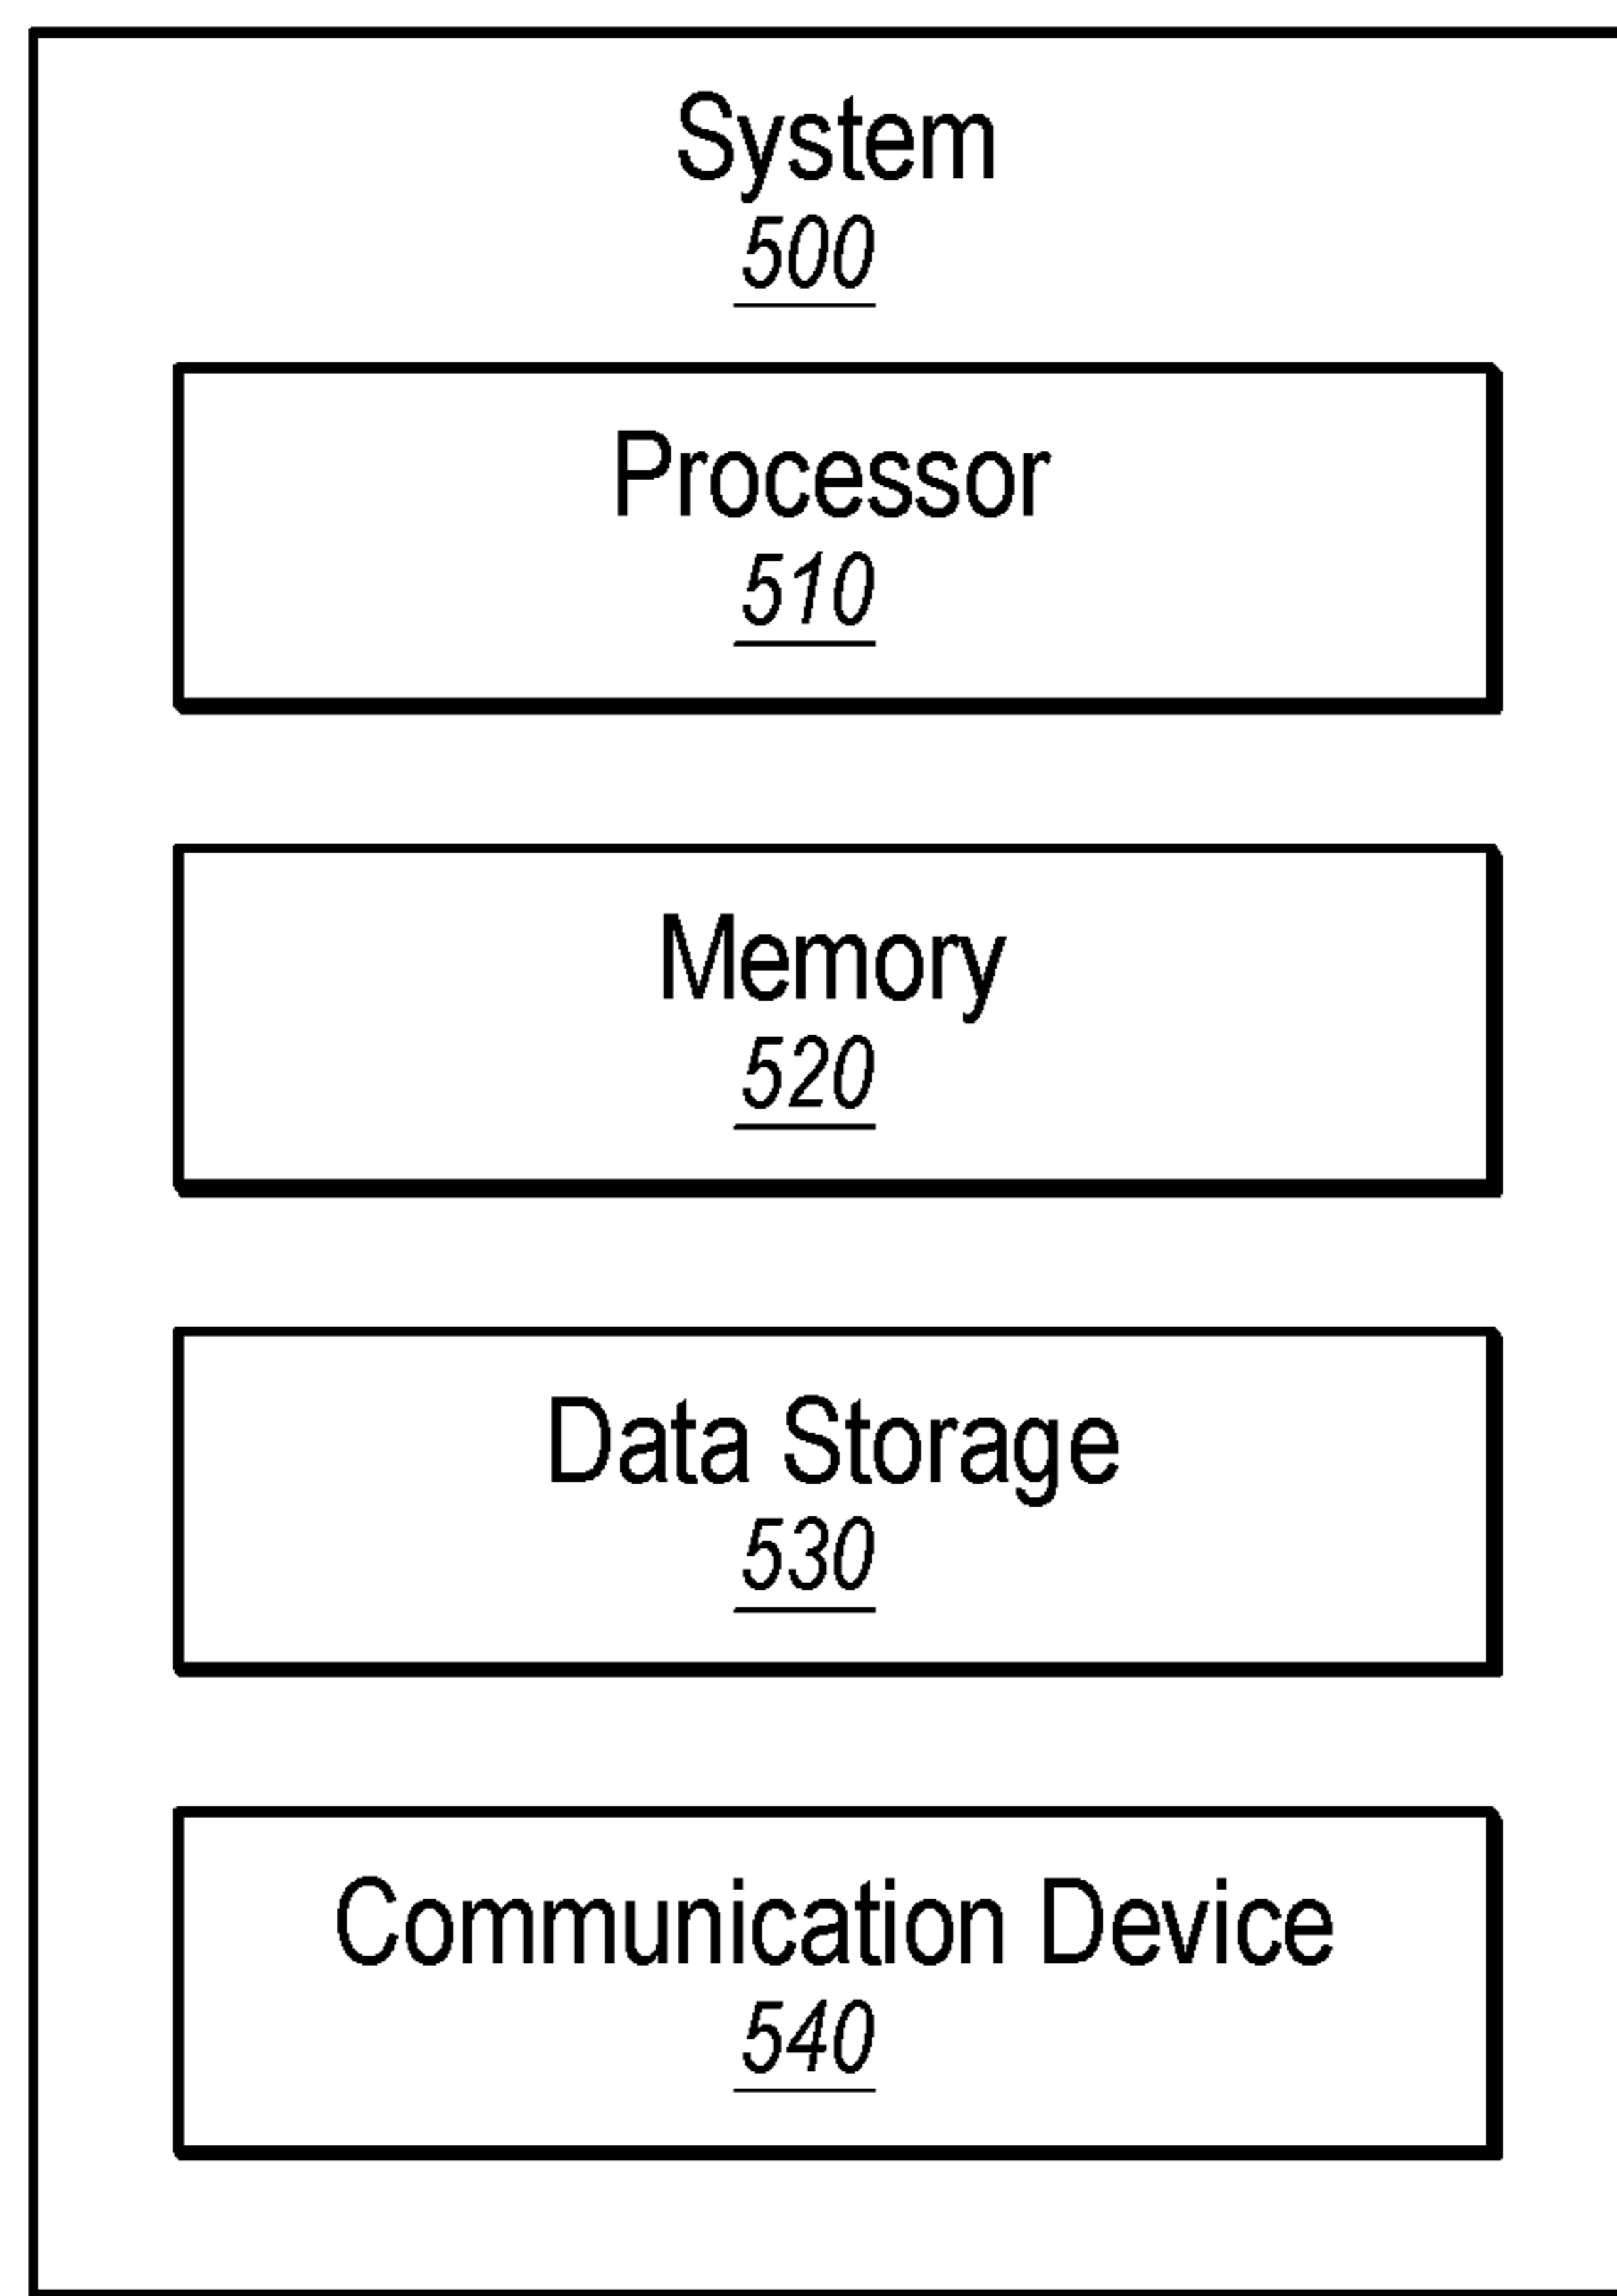 System
500
Processor
510
Memory
520
Data Storage
530
Communication Device
540